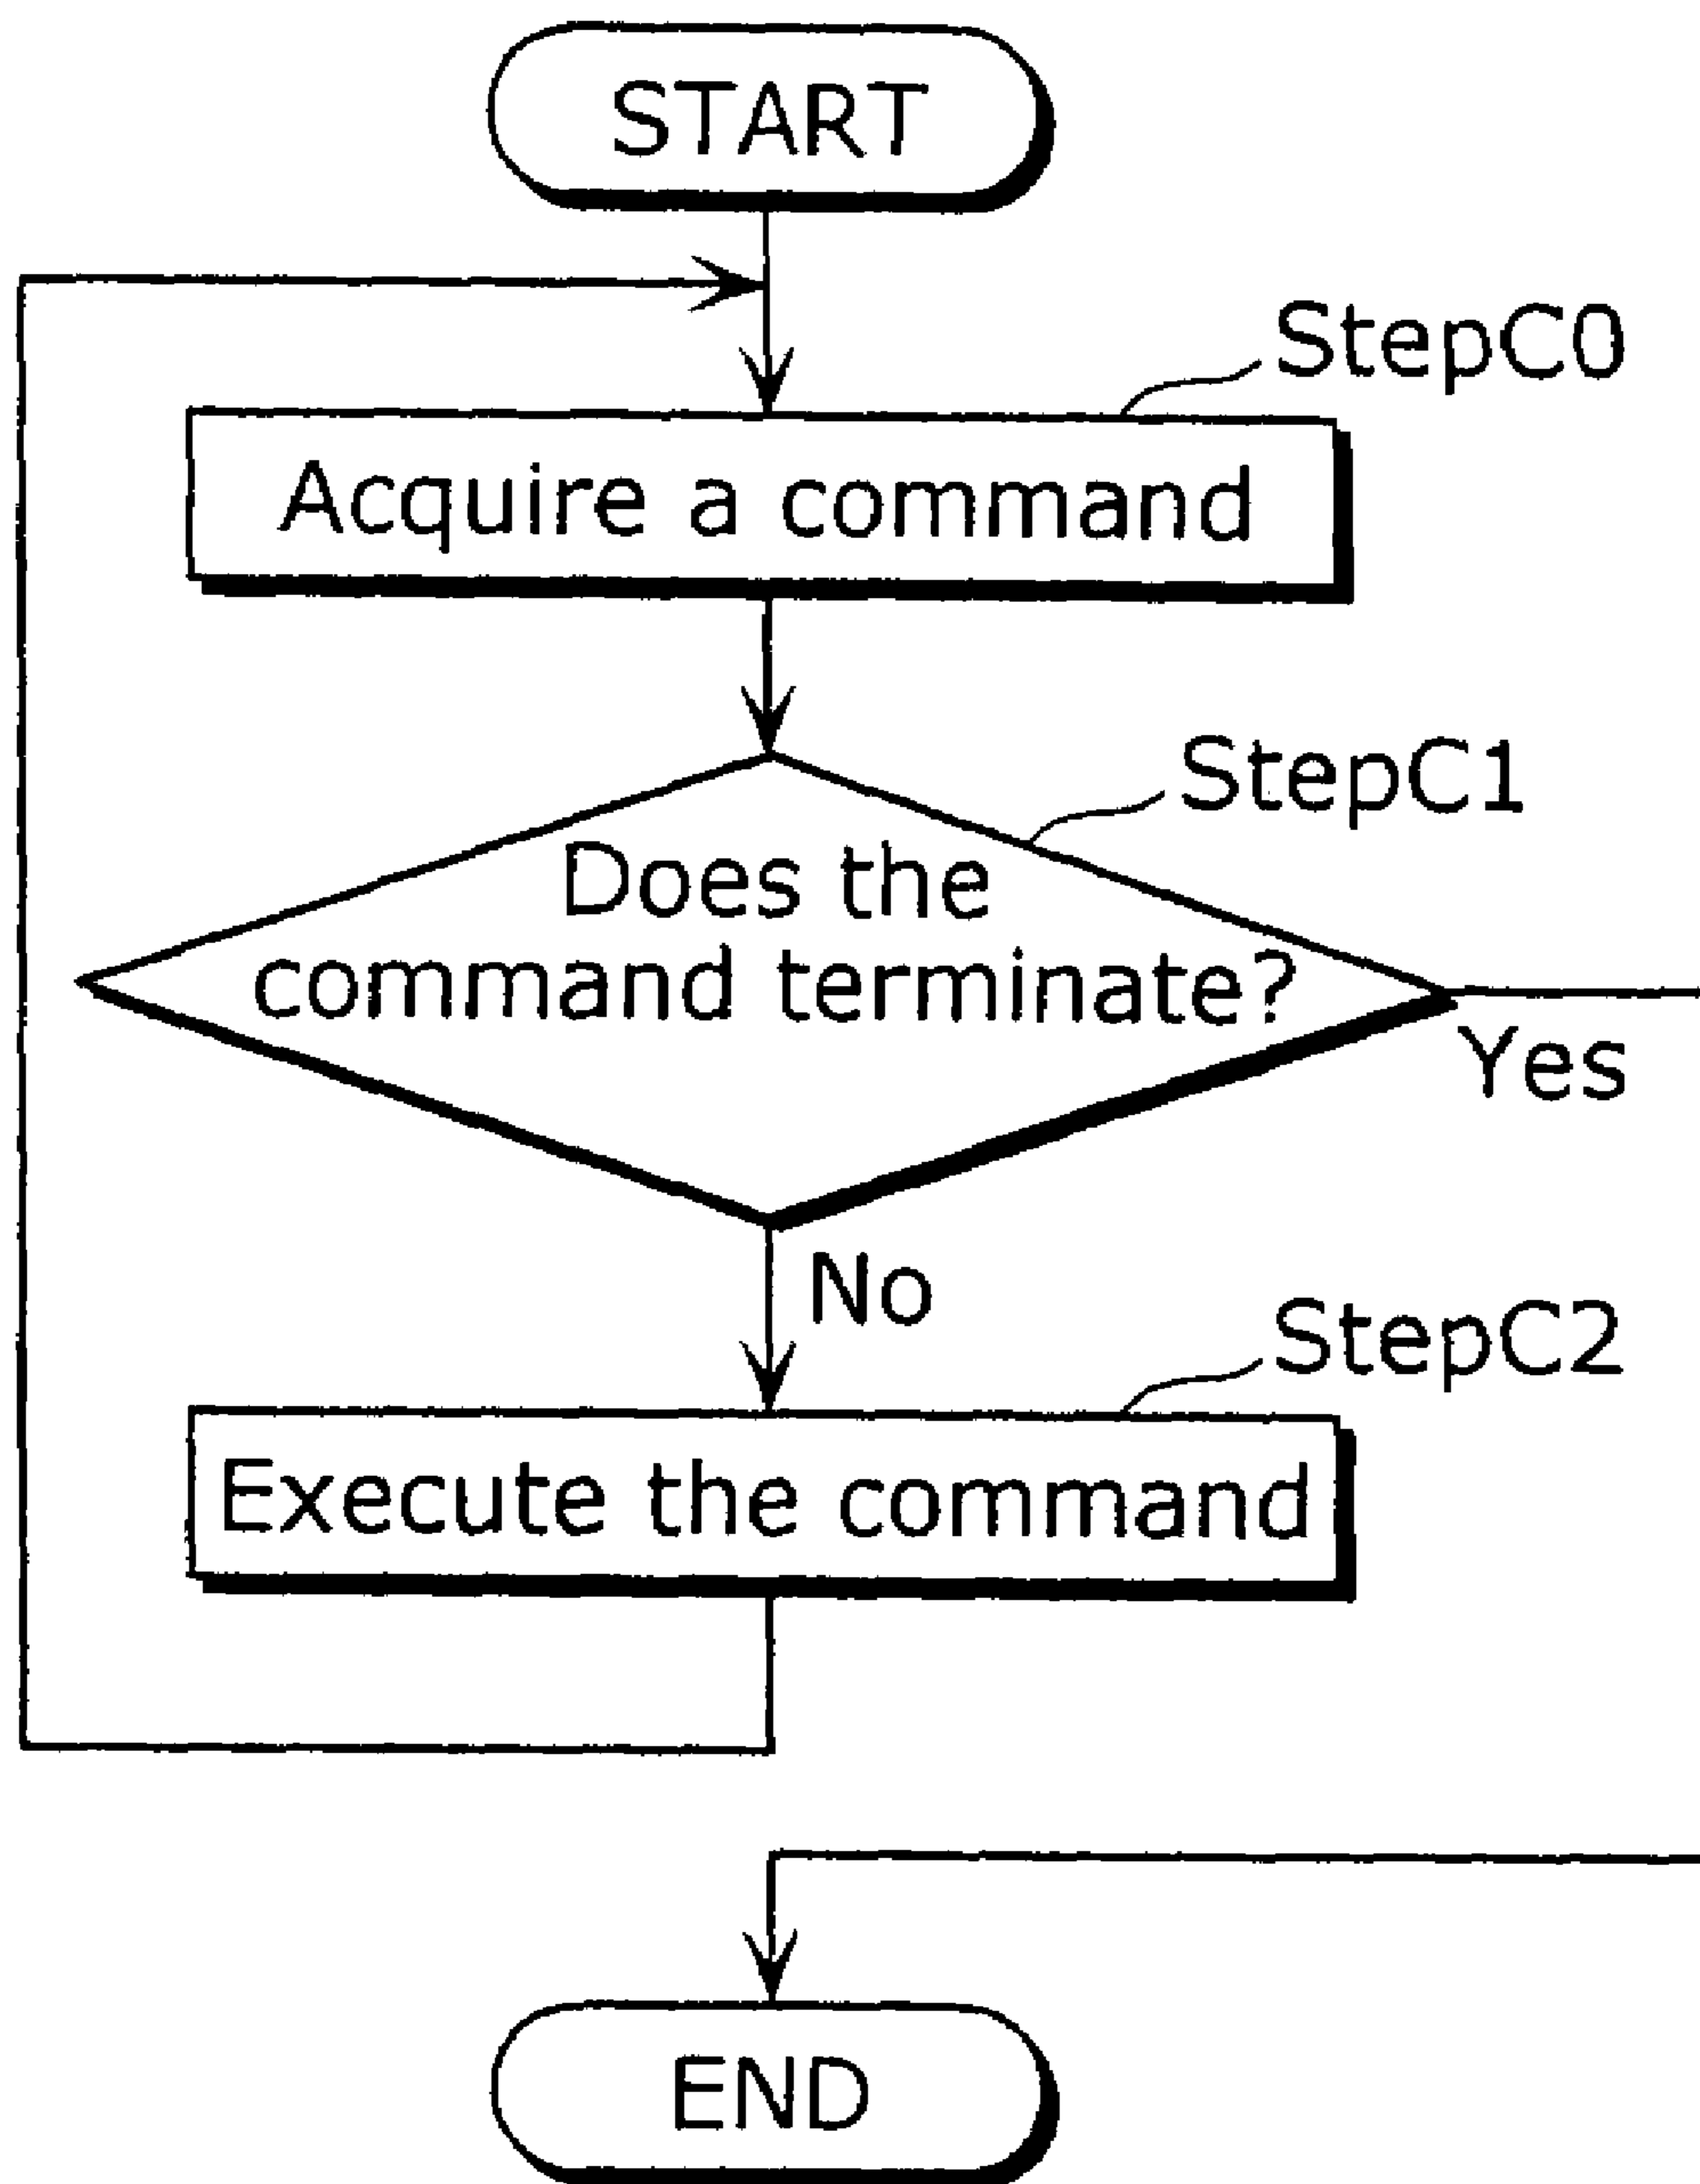 START
StepC0
Acquire a command
StepC1
Does the
command terminate?
Yes
No
StepC2
Execute the command
END